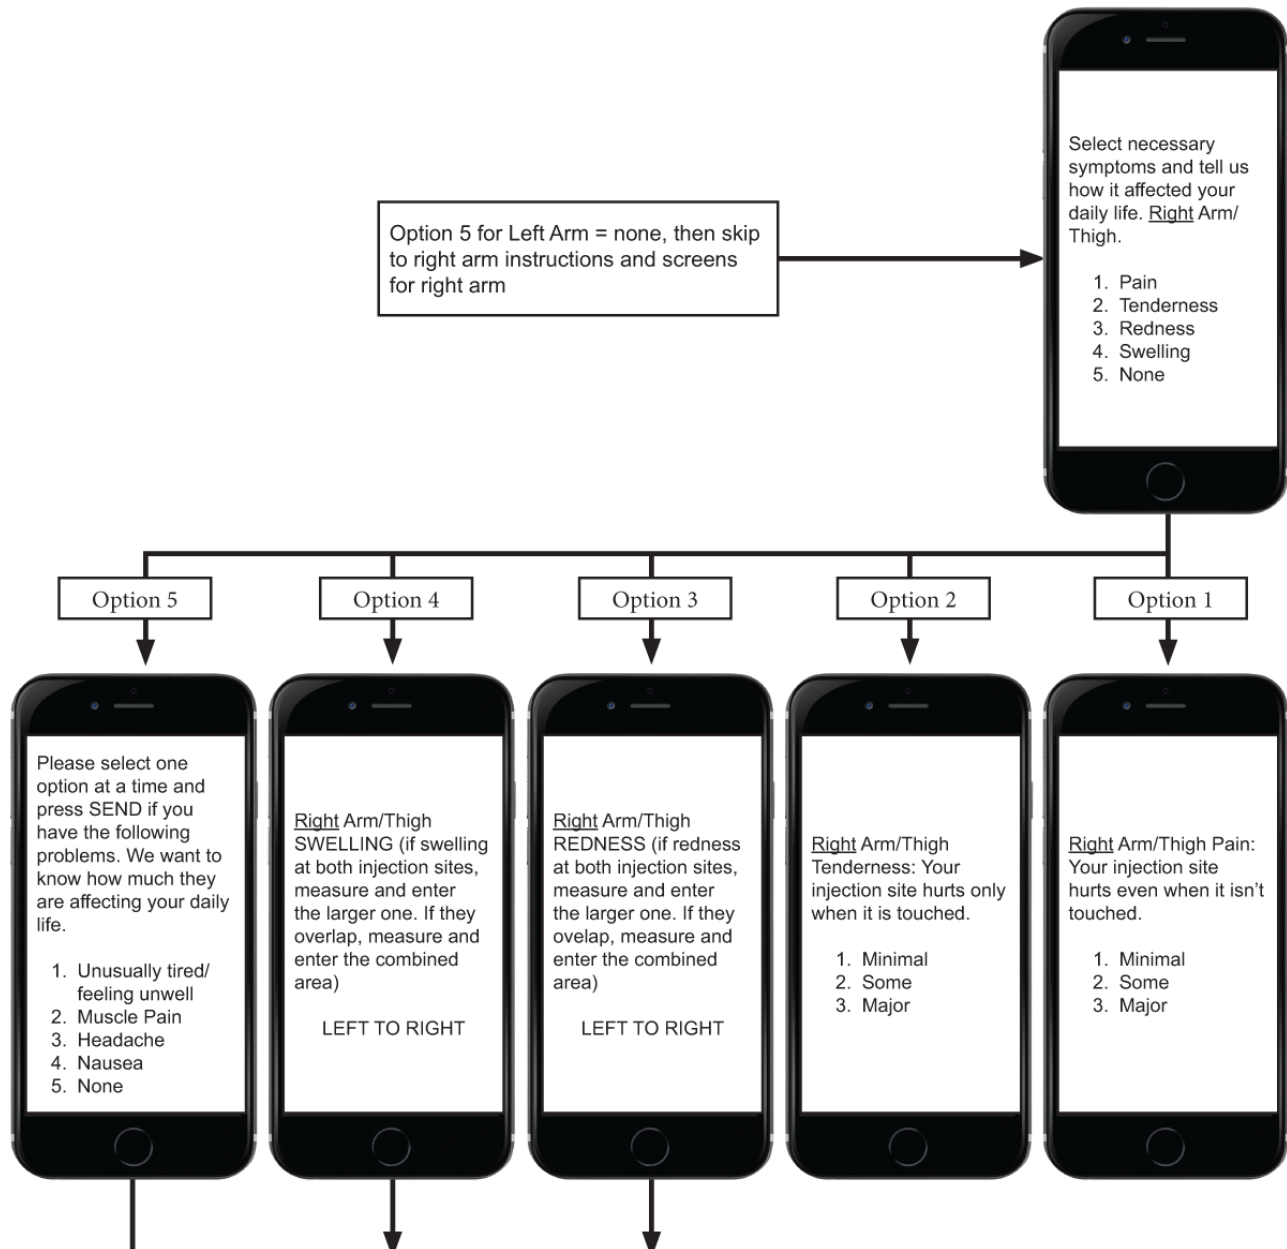 Select necessary
symptoms and tell us
how it affected your
daily life. Right Arm/
Thigh.
1. Pain
2. Tenderness
3. Redness
4. Swelling
5. None
Option 5 for Left Arm = none, then skip
to right arm instructions and screens
for right arm
Option 5
Option 4
Option 3
Option 2
Option 1
Please select one
option at a time and
press SEND if you
have the following
problems. We want to
know how much they
are affecting your daily
life.
1. Unusually tired/
feeling unwell
2. Muscle Pain
3. Headache
4. Nausea
5. None
Right Arm/Thigh
SWELLING (if swelling
at both injection sites,
measure and enter
the larger one. If they
overlap, measure and
enter the combined
area)
LEFT TO RIGHT
Right Arm/Thigh
REDNESS (if redness
at both injection sites,
measure and enter
the larger one. If they
ovelap, measure and
enter the combined
area)
LEFT TO RIGHT
Right Arm/Thigh
Tenderness: Your
injection site hurts only
when it is touched.
1. Minimal
2. Some
3. Major
Right Arm/Thigh Pain:
Your injection site
hurts even when it isn't
touched.
1. Minimal
2. Some
3. Major